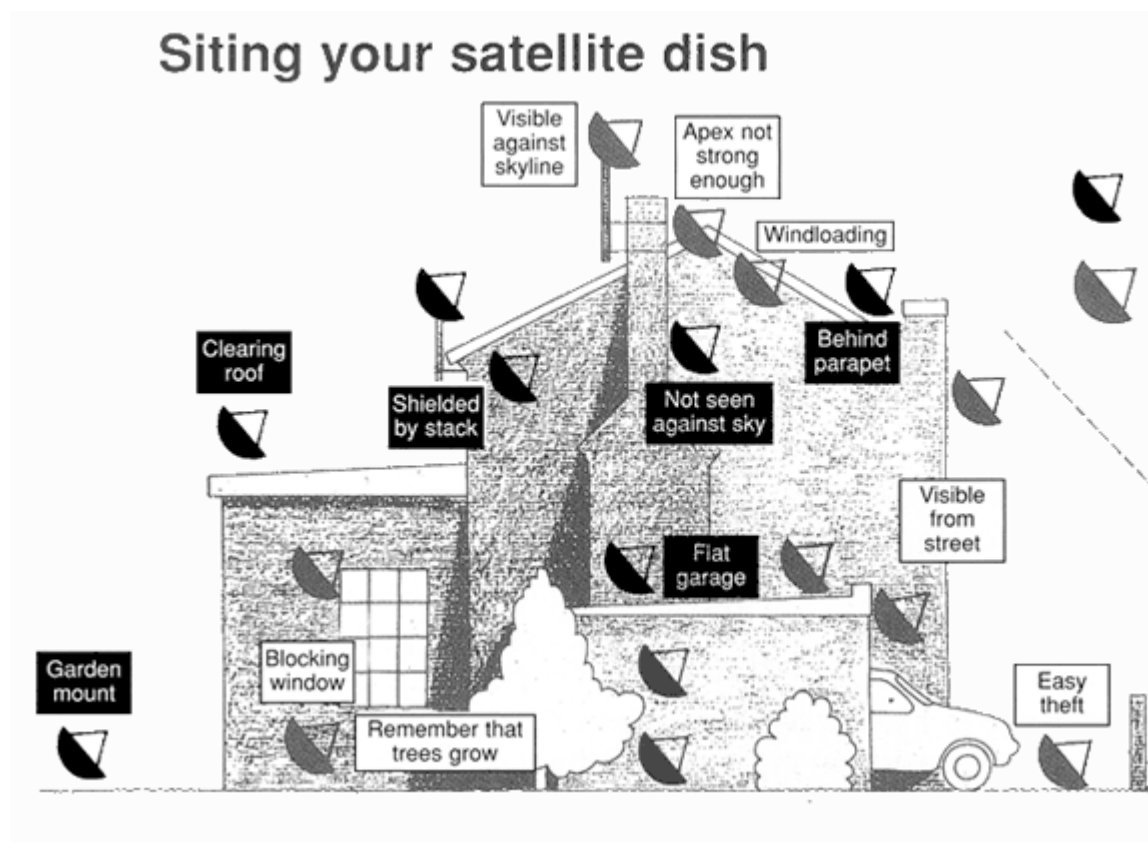 Siting your satellite dish
Visible
against
skyline
Apex not
strong
enough
Windloading
Behind
parapet
Clearing
roof
Shielded
by stack
Not seen
against sky
Visible
from
street
Flat
garage
Garden
mount
Blocking
window
Remember that
trees grow
Easy
theft